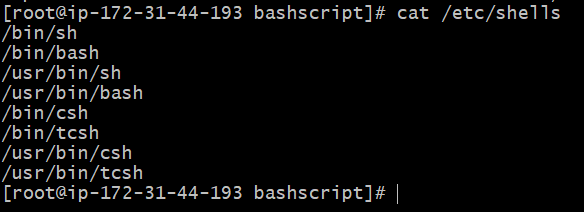 [root@ip-172-31-44-193 bashscript]# cat /etc/shells
/bin/sh
/bin/bash
/usr/bin/sh
/usr/bin/bash
/bin/csh
/bin/tcsh
/usr/bin/csh
/usr/bin/tcsh
[root@ip-172-31-44-193 bashscript]#